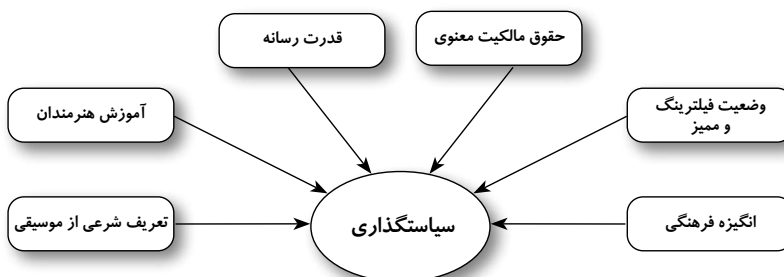 حقوق مالکیت معنوی
قدرت رسانه
وضعیت فیلترینگ
و ممیز
آموزش هنرمندان
سیاستگذاری
انگیزه فرهنگی
تعریف شرعی از موسیقی